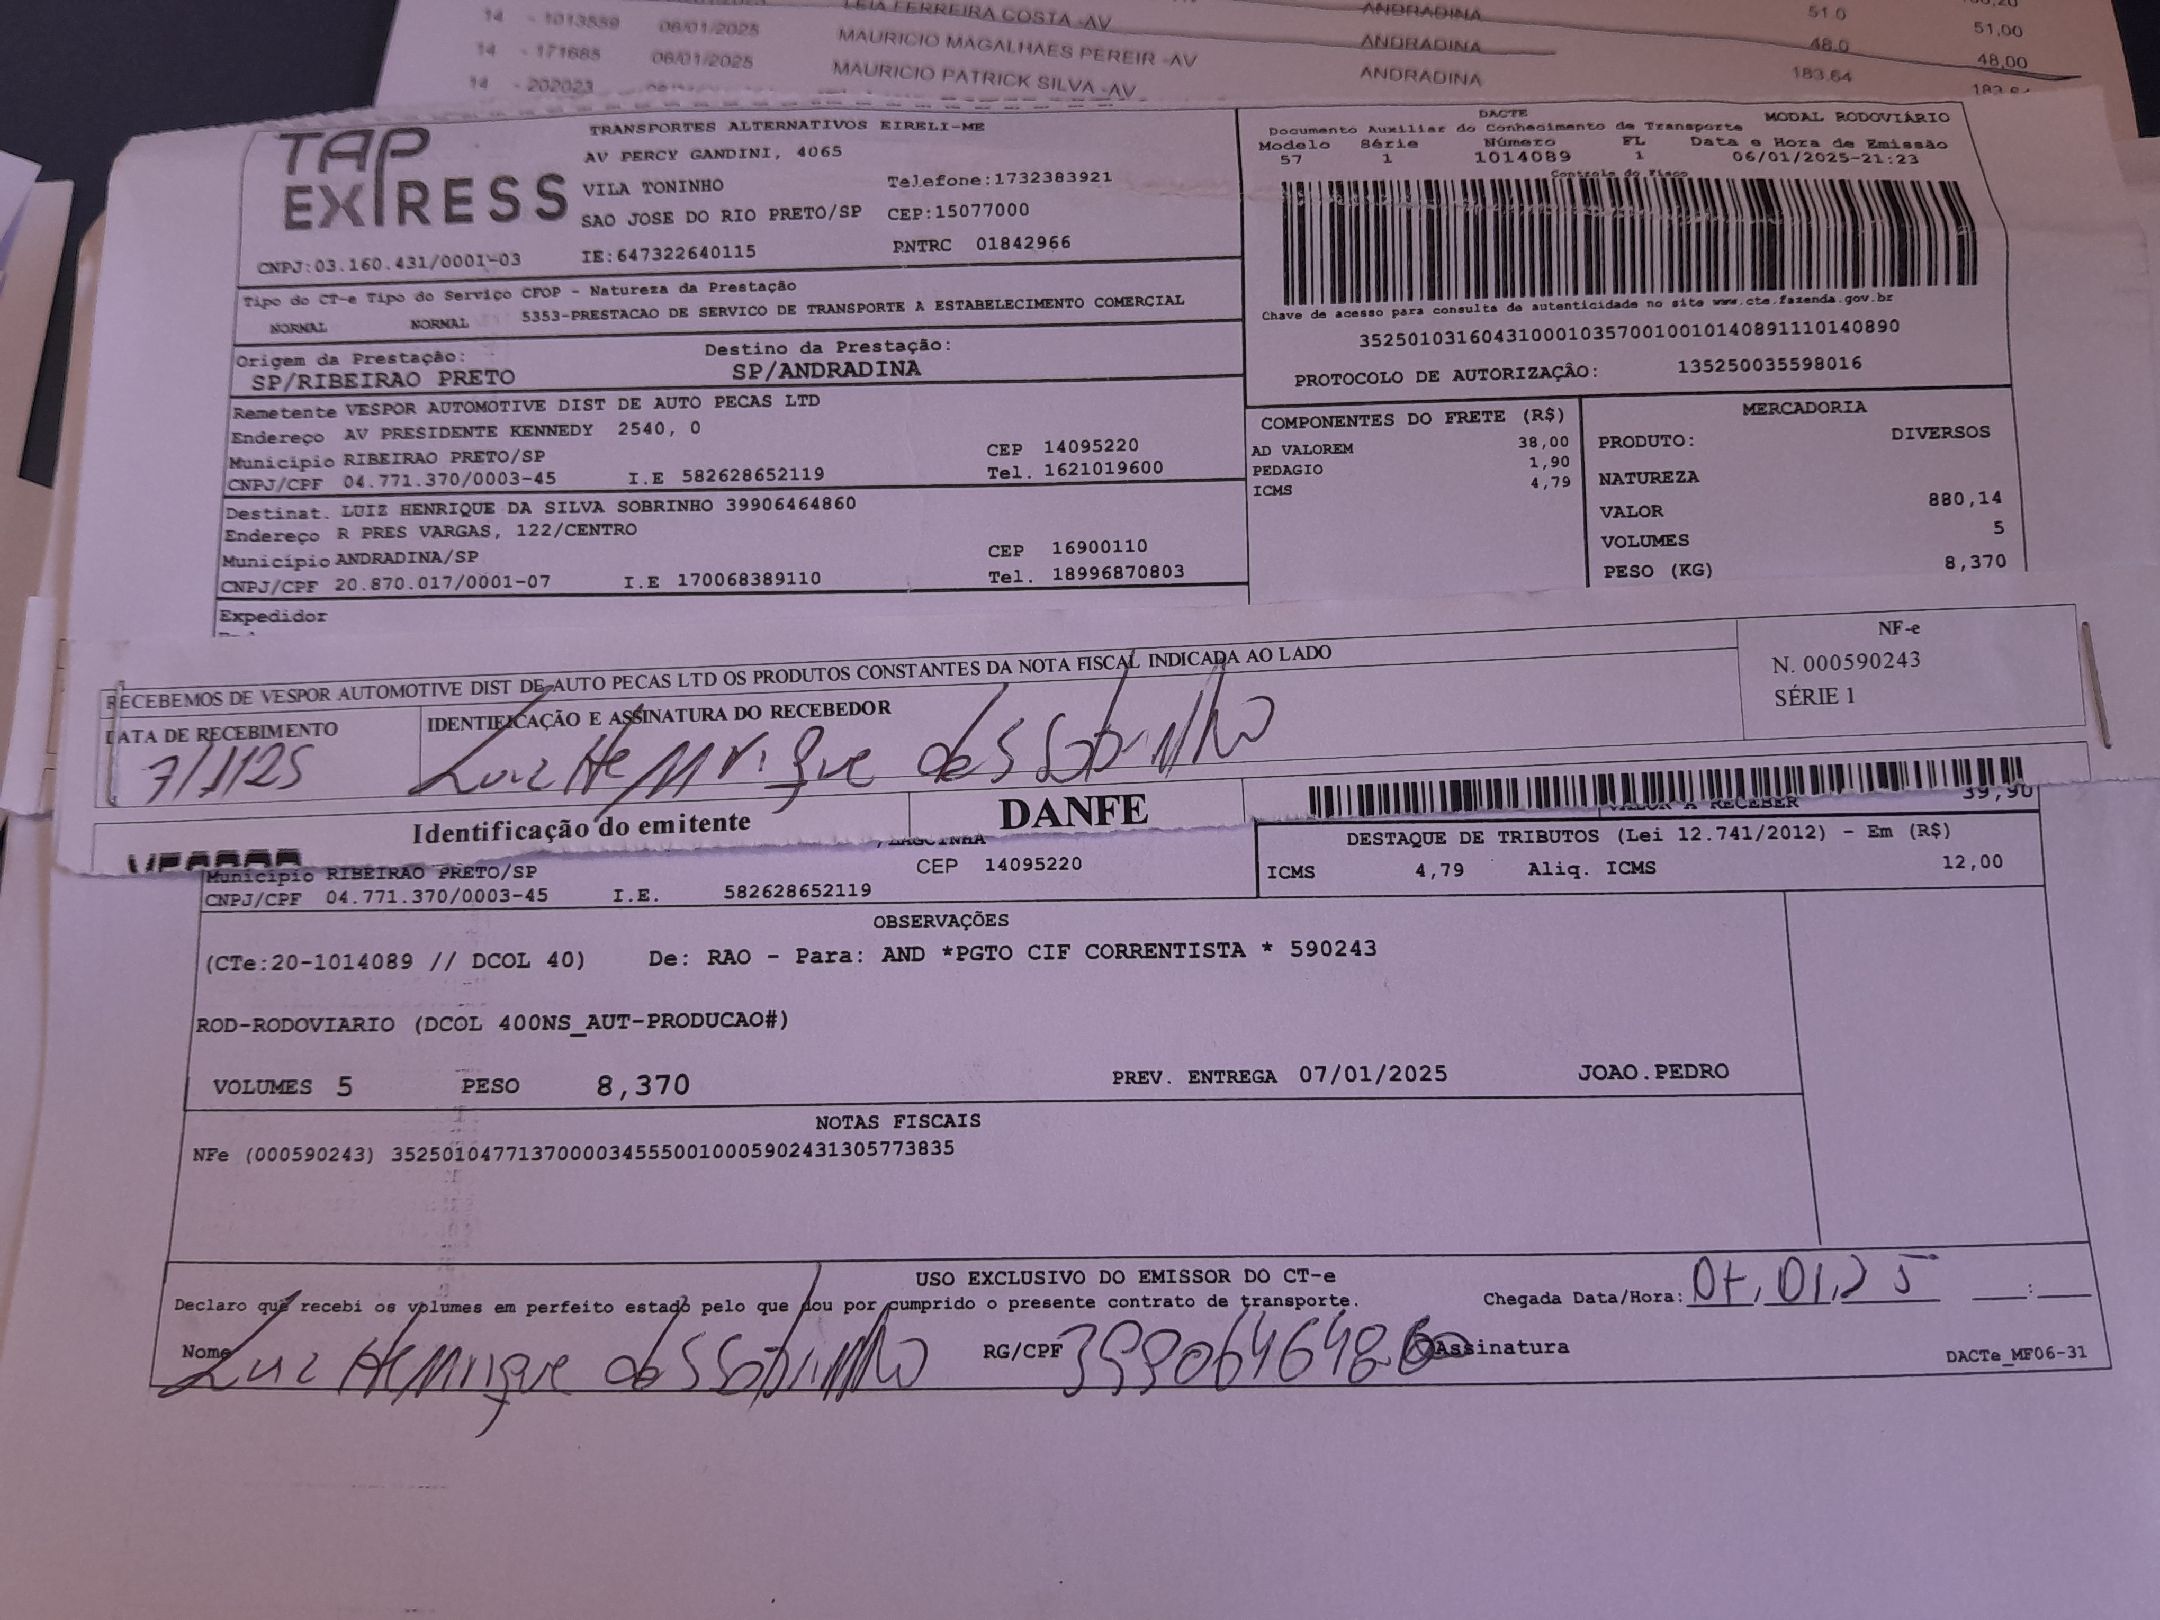 LEIA FERREIRA COSTA -AV ANDRADINA 51.0
14 - 1013559 06/01/2025 MAURICIO MAGALHAES PEREIR -AV ANDRADINA 48.0 51,00
14 - 171685 06/01/2025 MAURICIO PATRICK SILVA -AV ANDRADINA 183.64 48,00
14 - 202023
TAP EXPRESS
TRANSPORTES ALTERNATIVOS EIRELI-ME
AV PERCY GANDINI, 4065
VILA TONINHO Telefone:1732383921
SAO JOSE DO RIO PRETO/SP CEP:15077000
CNPJ:03.160.431/0001-03 IE:647322640115 RNTRC 01842966
DACTE MODAL RODOVIÁRIO
Documento Auxiliar do Conhecimento de Transporte
Modelo Série Número FL Data e Hora de Emissão
57 1 1014089 1 06/01/2025-21:23
Controle do Fisco
Chave de acesso para consulta de autenticidade no site www.cte.fazenda.gov.br
35250103160431000103570010010140891110140890
PROTOCOLO DE AUTORIZAÇÃO: 135250035598016
Tipo do CT-e Tipo do Serviço CFOP - Natureza da Prestação
NORMAL NORMAL 5353-PRESTACAO DE SERVICO DE TRANSPORTE A ESTABELECIMENTO COMERCIAL
Origem da Prestação: Destino da Prestação:
SP/RIBEIRAO PRETO SP/ANDRADINA
Remetente VESPOR AUTOMOTIVE DIST DE AUTO PECAS LTD
Endereço AV PRESIDENTE KENNEDY 2540, 0
Município RIBEIRAO PRETO/SP CEP 14095220
CNPJ/CPF 04.771.370/0003-45 I.E 582628652119 Tel. 1621019600
Destinat. LUIZ HENRIQUE DA SILVA SOBRINHO 39906464860
Endereço R PRES VARGAS, 122/CENTRO
Município ANDRADINA/SP CEP 16900110
CNPJ/CPF 20.870.017/0001-07 I.E 170068389110 Tel. 18996870803
Expedidor
COMPONENTES DO FRETE (R$)
AD VALOREM 38,00
PEDAGIO 1,90
ICMS 4,79
MERCADORIA
PRODUTO: DIVERSOS
NATUREZA
VALOR 880,14
VOLUMES 5
PESO (KG) 8,370
RECEBEMOS DE VESPOR AUTOMOTIVE DIST DE AUTO PECAS LTD OS PRODUTOS CONSTANTES DA NOTA FISCAL INDICADA AO LADO
DATA DE RECEBIMENTO IDENTIFICAÇÃO E ASSINATURA DO RECEBEDOR
7/1/25 Luiz Henrique da S Sobrinho
NF-e
N. 000590243
SÉRIE 1
Identificação do emitente DANFE
VALOR A RECEBER 39,90
DESTAQUE DE TRIBUTOS (Lei 12.741/2012) - Em (R$)
ICMS 4,79 Aliq. ICMS 12,00
Município RIBEIRAO PRETO/SP CEP 14095220
CNPJ/CPF 04.771.370/0003-45 I.E. 582628652119
OBSERVAÇÕES
(CTe:20-1014089 // DCOL 40) De: RAO - Para: AND *PGTO CIF CORRENTISTA * 590243
ROD-RODOVIARIO (DCOL 400NS_AUT-PRODUCAO#)
VOLUMES 5 PESO 8,370 PREV. ENTREGA 07/01/2025 JOAO.PEDRO
NOTAS FISCAIS
NFe (000590243) 35250104771370000345550010005902431305773835
USO EXCLUSIVO DO EMISSOR DO CT-e
Declaro que recebi os volumes em perfeito estado pelo que dou por cumprido o presente contrato de transporte. Chegada Data/Hora: 07,01,25 :
Nome Luiz Henrique da S Sobrinho RG/CPF Assinatura
DACTe_MF06-31